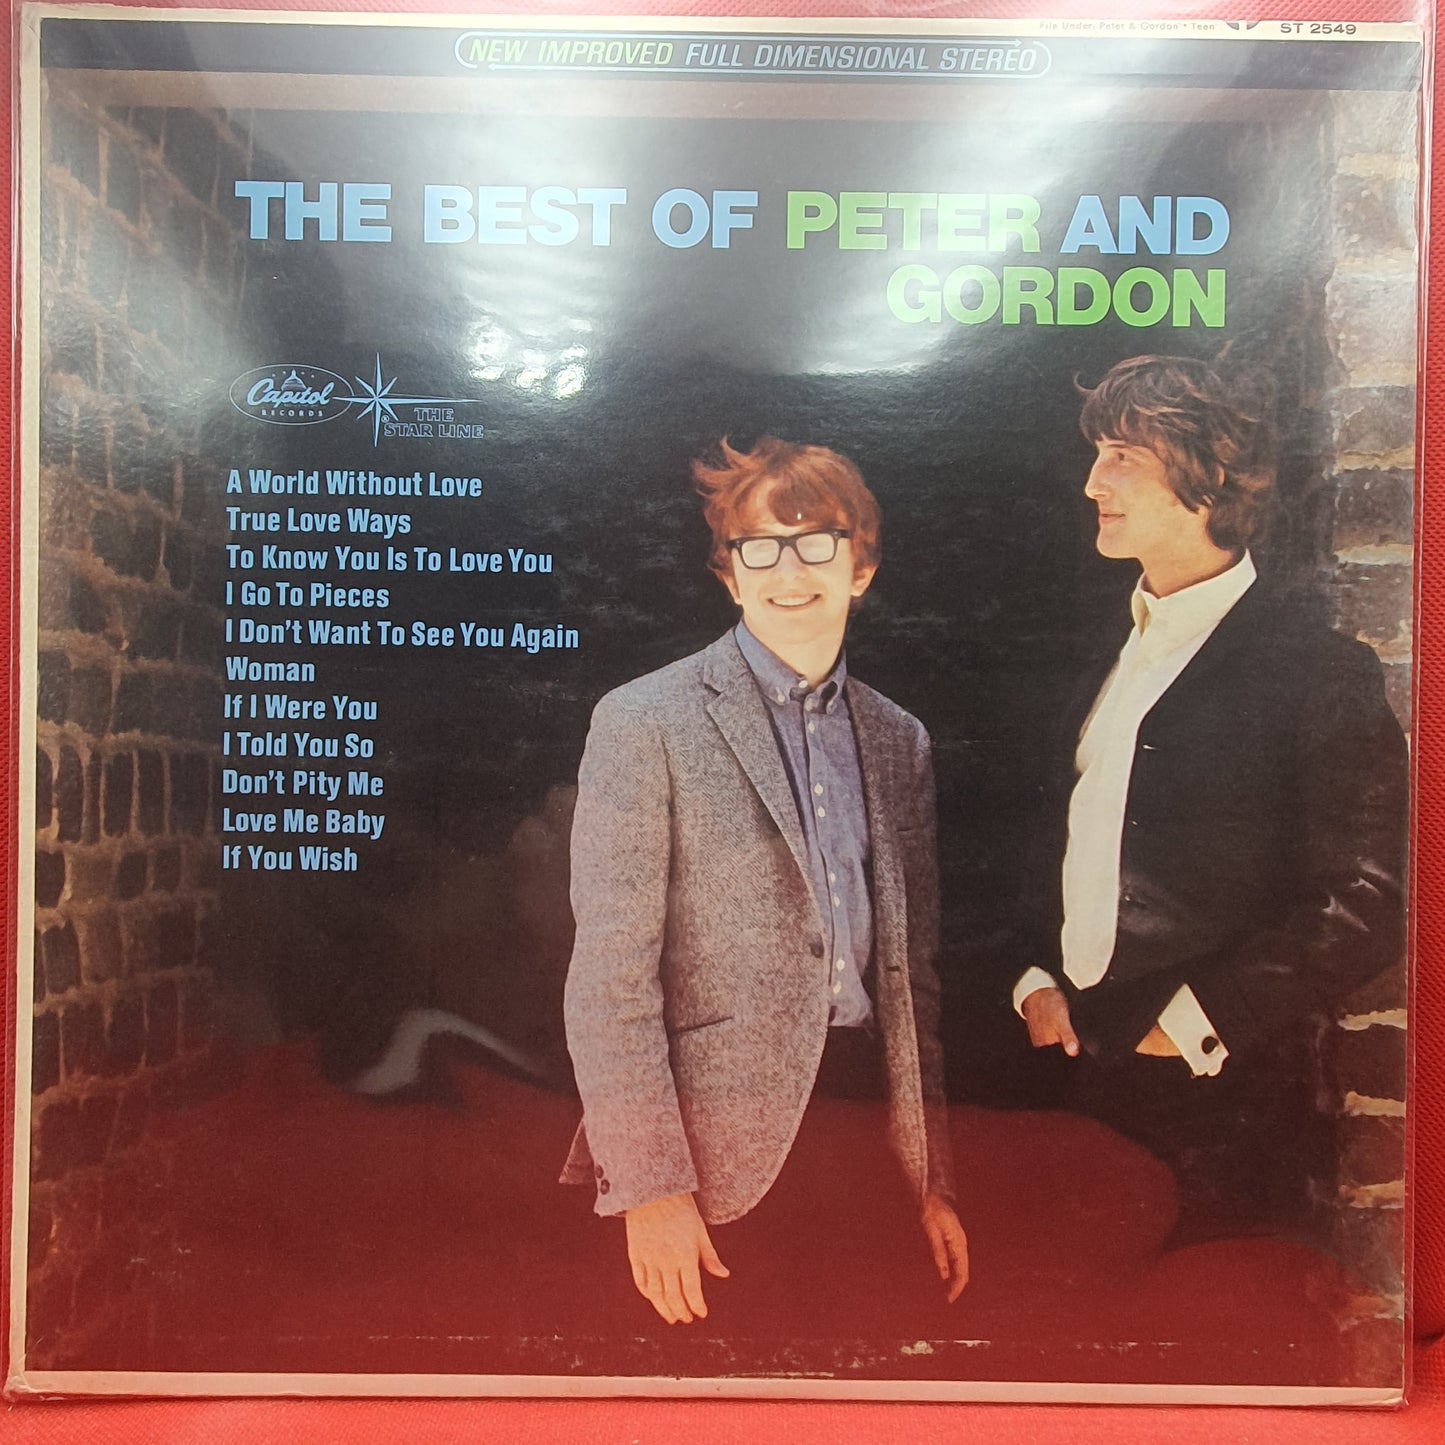 File Under: Peter & Gordon • Teen
ST 2549
NEW IMPROVED FULL DIMENSIONAL STEREO
THE BEST OF PETER AND
GORDON
Capitol
RECORDS
®
THE
STAR LINE
A World Without Love
True Love Ways
To Know You Is To Love You
I Go To Pieces
I Don't Want To See You Again
Woman
If I Were You
I Told You So
Don't Pity Me
Love Me Baby
If You Wish